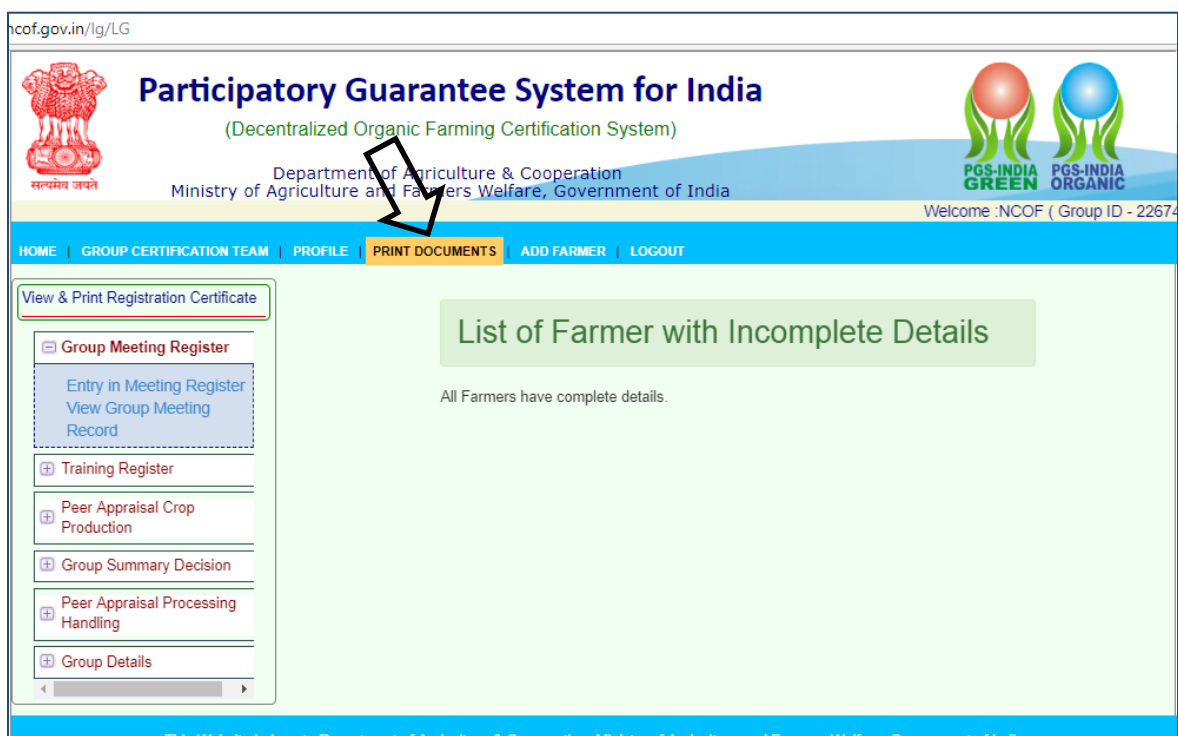 ncof.gov.in/lg/LG
Participatory Guarantee System for India
(Decentralized Organic Farming Certification System)
Department of Agriculture & Cooperation
Ministry of Agriculture and Farmers Welfare, Government of India
सत्यमेव जयते
PGS-INDIA
GREEN
PGS-INDIA
ORGANIC
Welcome :NCOF ( Group ID - 22674
HOME | GROUP CERTIFICATION TEAM | PROFILE | PRINT DOCUMENTS | ADD FARMER | LOGOUT
View & Print Registration Certificate
Group Meeting Register
Entry in Meeting Register
View Group Meeting
Record
Training Register
Peer Appraisal Crop
Production
Group Summary Decision
Peer Appraisal Processing
Handling
Group Details
List of Farmer with Incomplete Details
All Farmers have complete details.